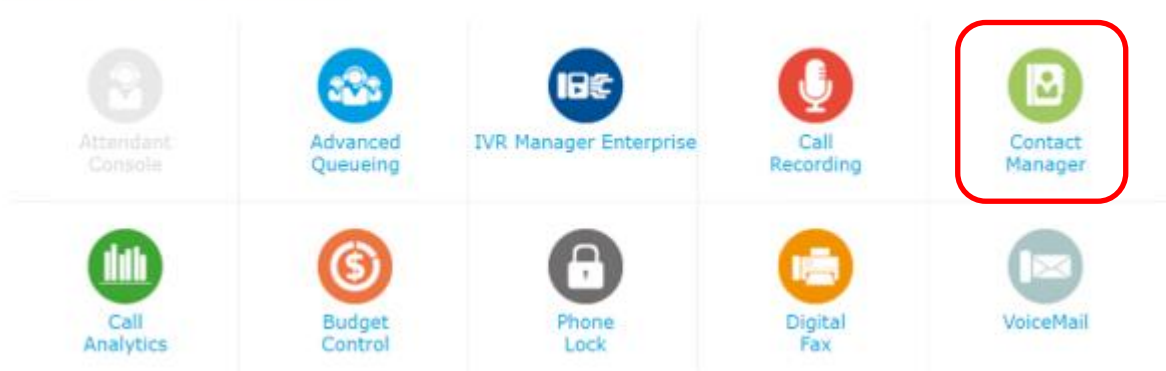 Attendant
Console
Advanced
Queueing
IVR Manager Enterprise
Call
Recording
Contact
Manager
Call
Analytics
Budget
Control
Phone
Lock
Digital
Fax
VoiceMail